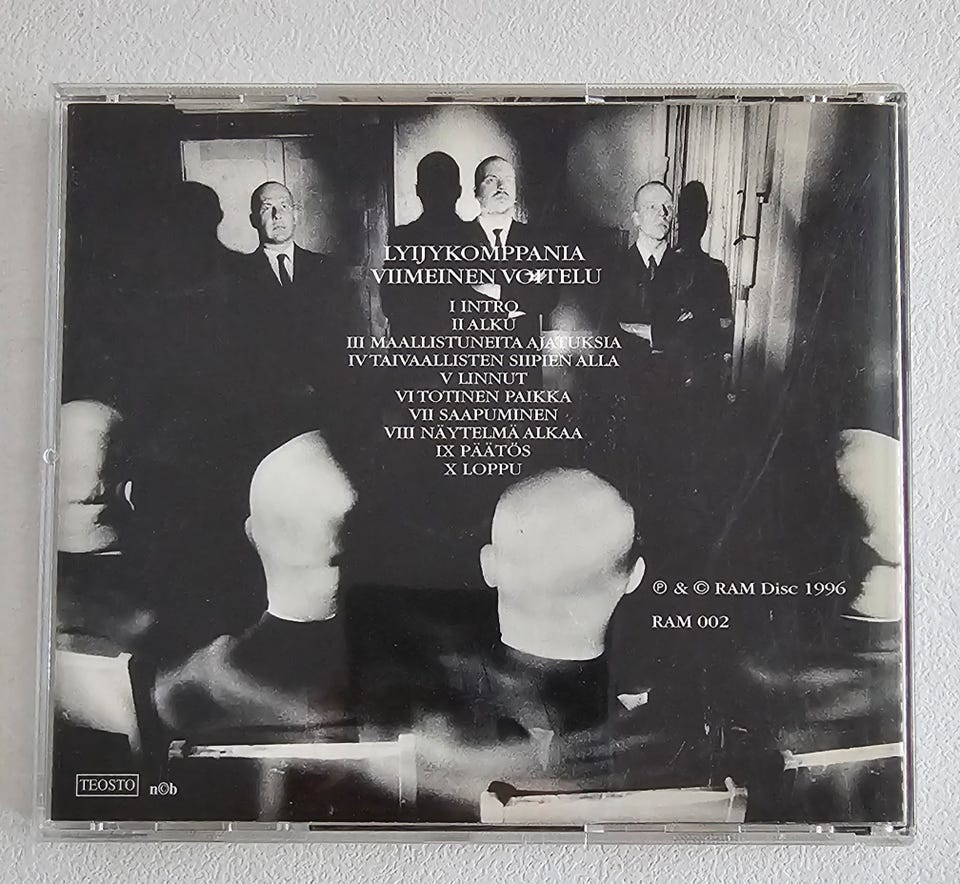 LYIJYKOMPPANIA
VIIMEINEN VOITELU
I INTRO
II ALKU
III MAALLISTUNEITA AJATUKSIA
IV TAIVAALLISTEN SIIPIEN ALLA
V LINNUT
VI TOTINEN PAIKKA
VII SAAPUMINEN
VIII NÄYTELMÄ ALKAA
IX PÄÄTÖS
X LOPPU
℗ & © RAM Disc 1996
RAM 002
TEOSTO n©b